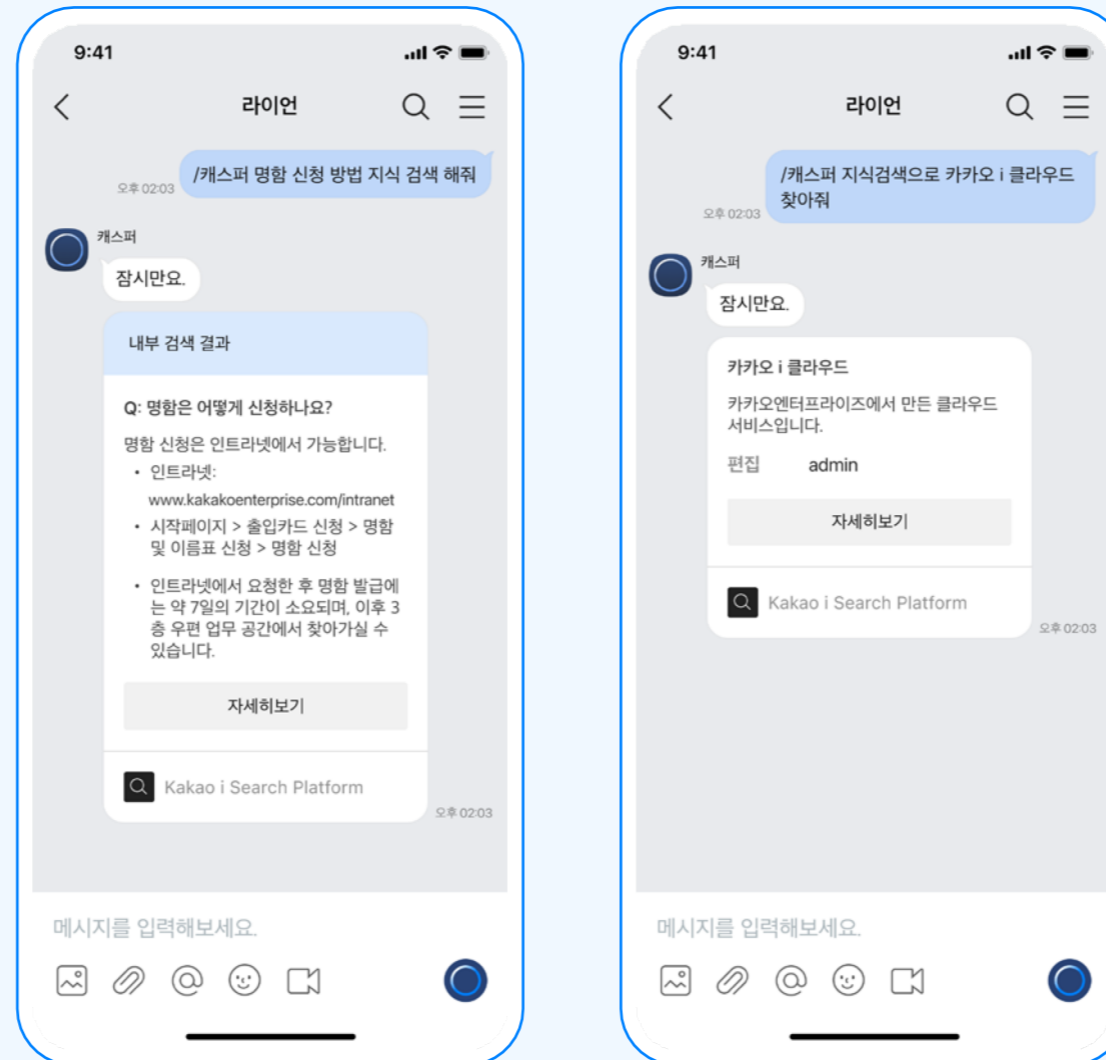 9:41
라이언
/캐스퍼 명함 신청 방법 지식 검색 해줘
오후 02:03
캐스퍼
잠시만요.
내부 검색 결과
Q: 명함은 어떻게 신청하나요?
명함 신청은 인트라넷에서 가능합니다.
• 인트라넷:
www.kakakoenterprise.com/intranet
• 시작페이지 > 출입카드 신청 > 명함
및 이름표 신청 > 명함 신청
• 인트라넷에서 요청한 후 명함 발급에
는 약 7일의 기간이 소요되며, 이후 3
층 우편 업무 공간에서 찾아가실 수
있습니다.
자세히보기
Kakao i Search Platform
오후 02:03
메시지를 입력해보세요.
9:41
라이언
/캐스퍼 지식검색으로 카카오 i 클라우드
찾아줘
오후 02:03
캐스퍼
잠시만요.
카카오 i 클라우드
카카오엔터프라이즈에서 만든 클라우드
서비스입니다.
편집 admin
자세히보기
Kakao i Search Platform
오후 02:03
메시지를 입력해보세요.